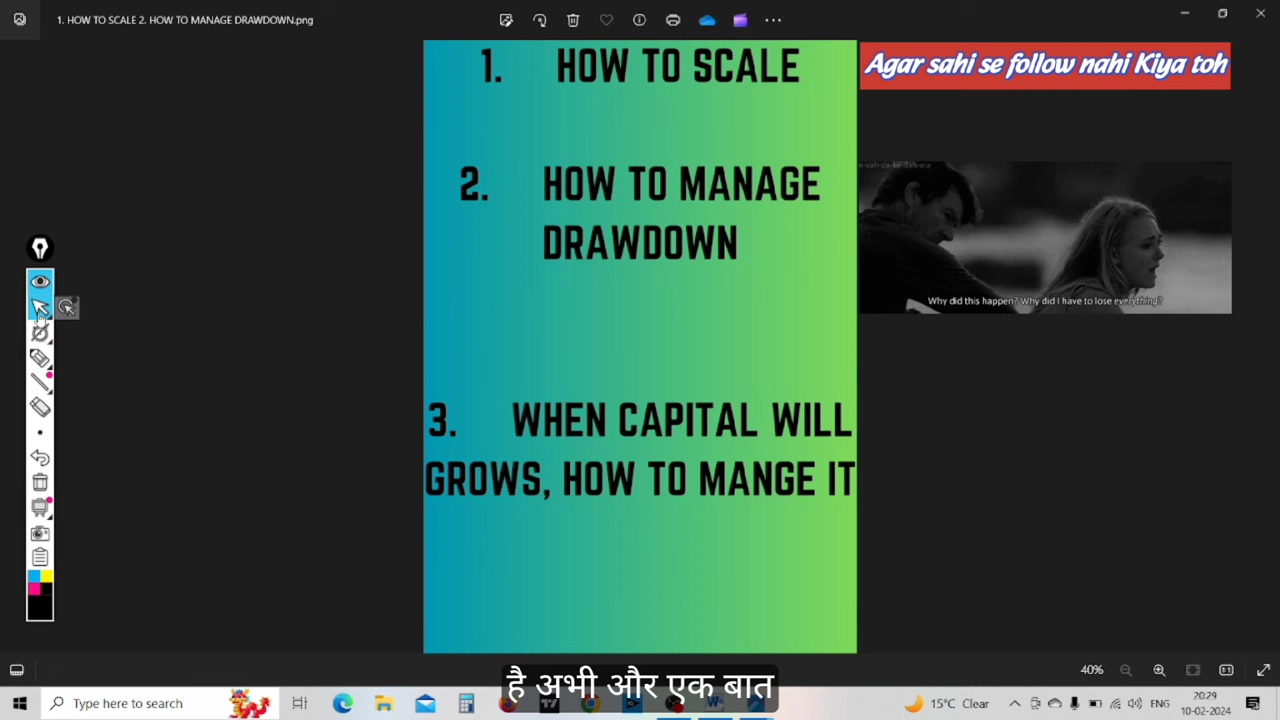 1. HOW TO SCALE 2. HOW TO MANAGE DRAWDOWN.png
1. HOW TO SCALE
Agar sahi se follow nahi Kiya toh
2. HOW TO MANAGE
DRAWDOWN
Why did this happen? Why did I have to lose everything?
3. WHEN CAPITAL WILL
GROWS, HOW TO MANGE IT
40%
है अभी और एक बात
Type here to search
15°C Clear
ENG
20:29
10-02-2024